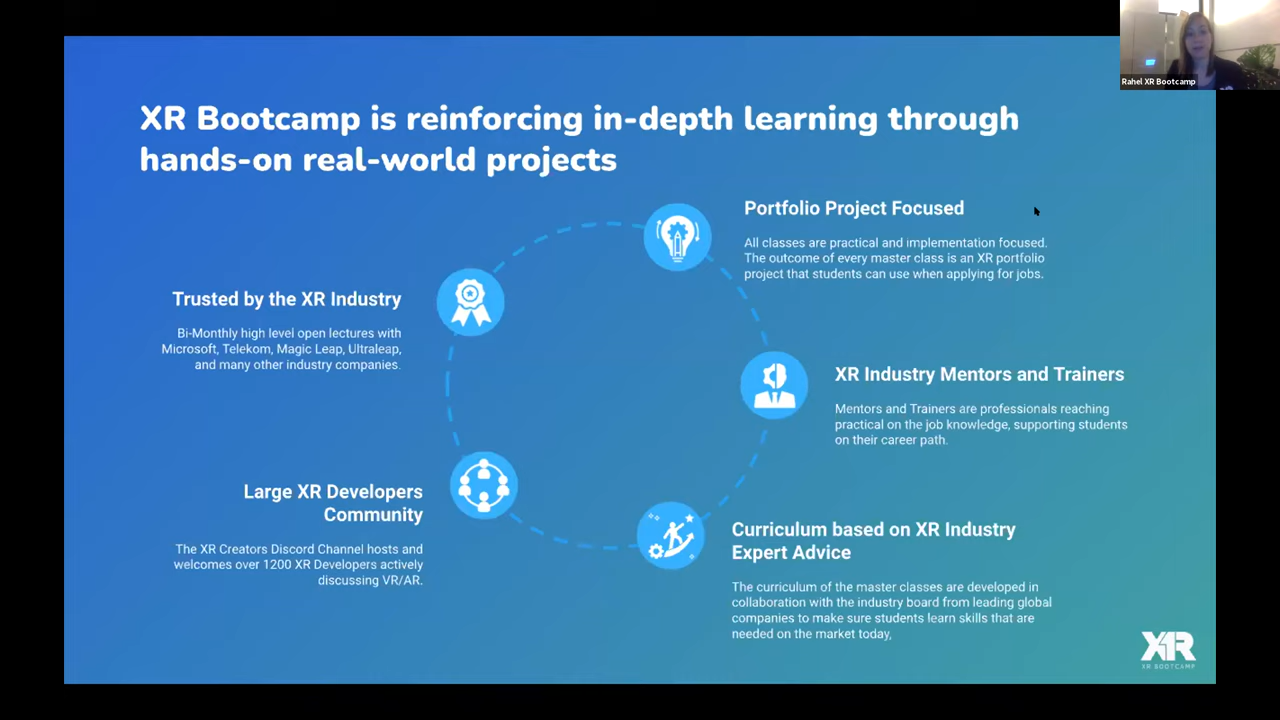 Rahel XR Bootcamp
XR Bootcamp is reinforcing in-depth learning through
hands-on real-world projects
Portfolio Project Focused
All classes are practical and implementation focused.
The outcome of every master class is an XR portfolio
project that students can use when applying for jobs.
Trusted by the XR Industry
Bi-Monthly high level open lectures with
Microsoft, Telekom, Magic Leap, Ultraleap,
and many other industry companies.
XR Industry Mentors and Trainers
Mentors and Trainers are professionals reaching
practical on the job knowledge, supporting students
on their career path.
Large XR Developers
Community
The XR Creators Discord Channel hosts and
welcomes over 1200 XR Developers actively
discussing VR/AR.
Curriculum based on XR Industry
Expert Advice
The curriculum of the master classes are developed in
collaboration with the industry board from leading global
companies to make sure students learn skills that are
needed on the market today,
XR
XR BOOTCAMP